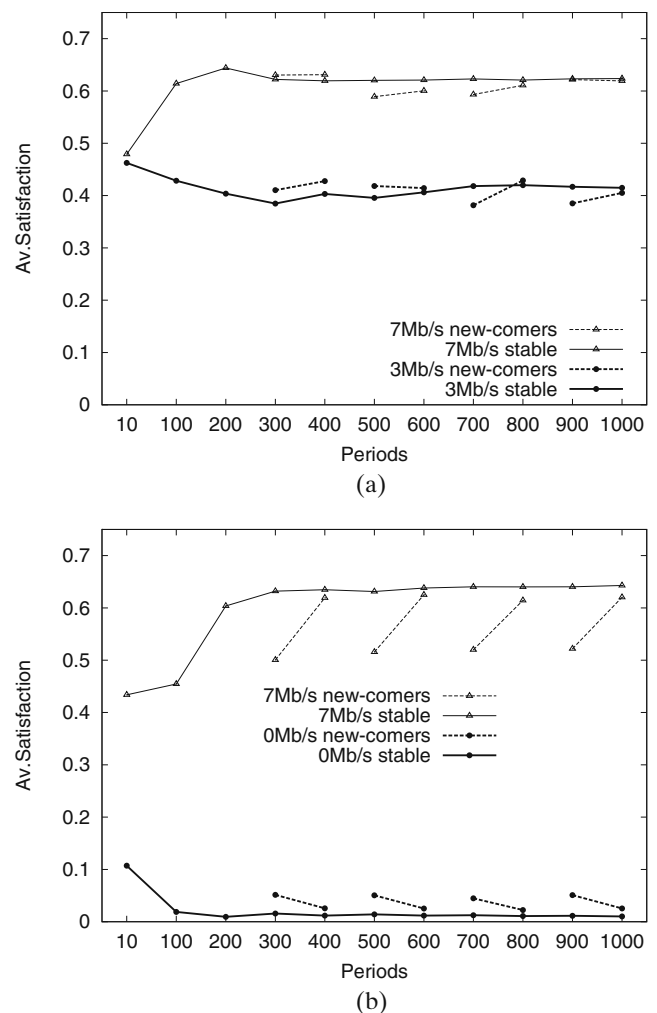 0.7
0.6
0.5
0.4
0.3
0.2
0.1
0
Av.Satisfaction
7Mb/s new-comers
7Mb/s stable
3Mb/s new-comers
3Mb/s stable
10 100 200 300 400 500 600 700 800 900 1000
Periods
(a)
0.7
0.6
0.5
0.4
0.3
0.2
0.1
0
Av.Satisfaction
7Mb/s new-comers
7Mb/s stable
0Mb/s new-comers
0Mb/s stable
10 100 200 300 400 500 600 700 800 900 1000
Periods
(b)